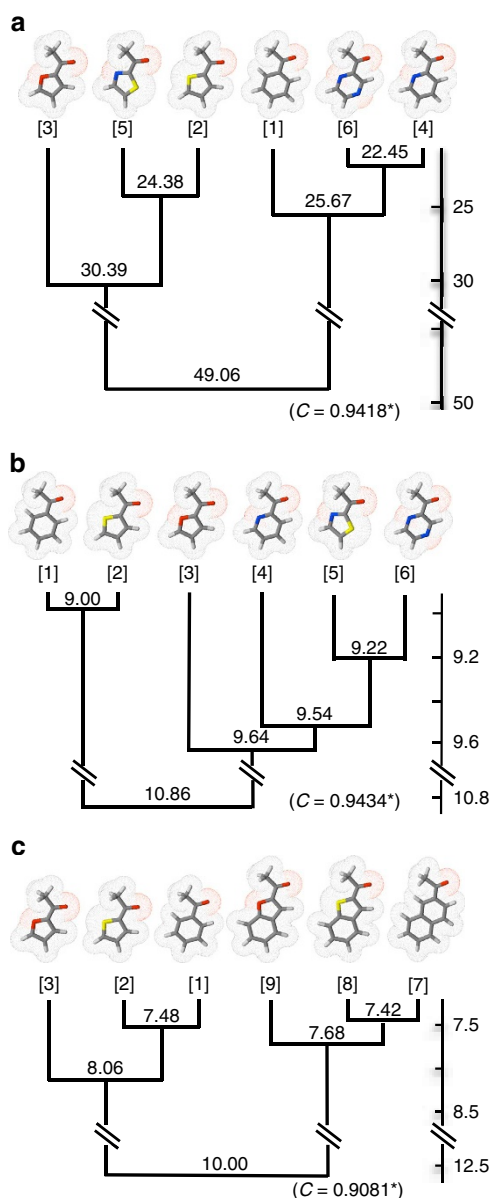 a
[3] [5] [2] [1] [6] [4]
22.45
24.38
25.67
25
30.39
30
49.06
(C = 0.9418*)
50
b
[1] [2] [3] [4] [5] [6]
9.00
9.22
9.2
9.54
9.64
9.6
10.86
(C = 0.9434*)
10.8
c
[3] [2] [1] [9] [8] [7]
7.48
7.42
7.5
7.68
8.06
8.5
10.00
12.5
(C = 0.9081*)